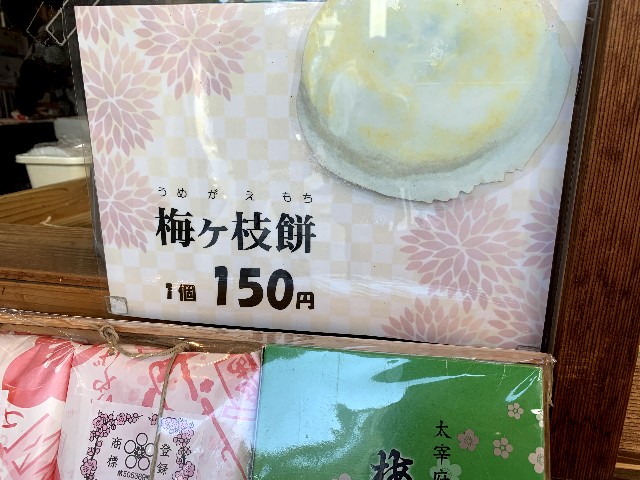 うめがえもち
梅ヶ枝餅
1個 150円
登録
商標
太宰府
梅